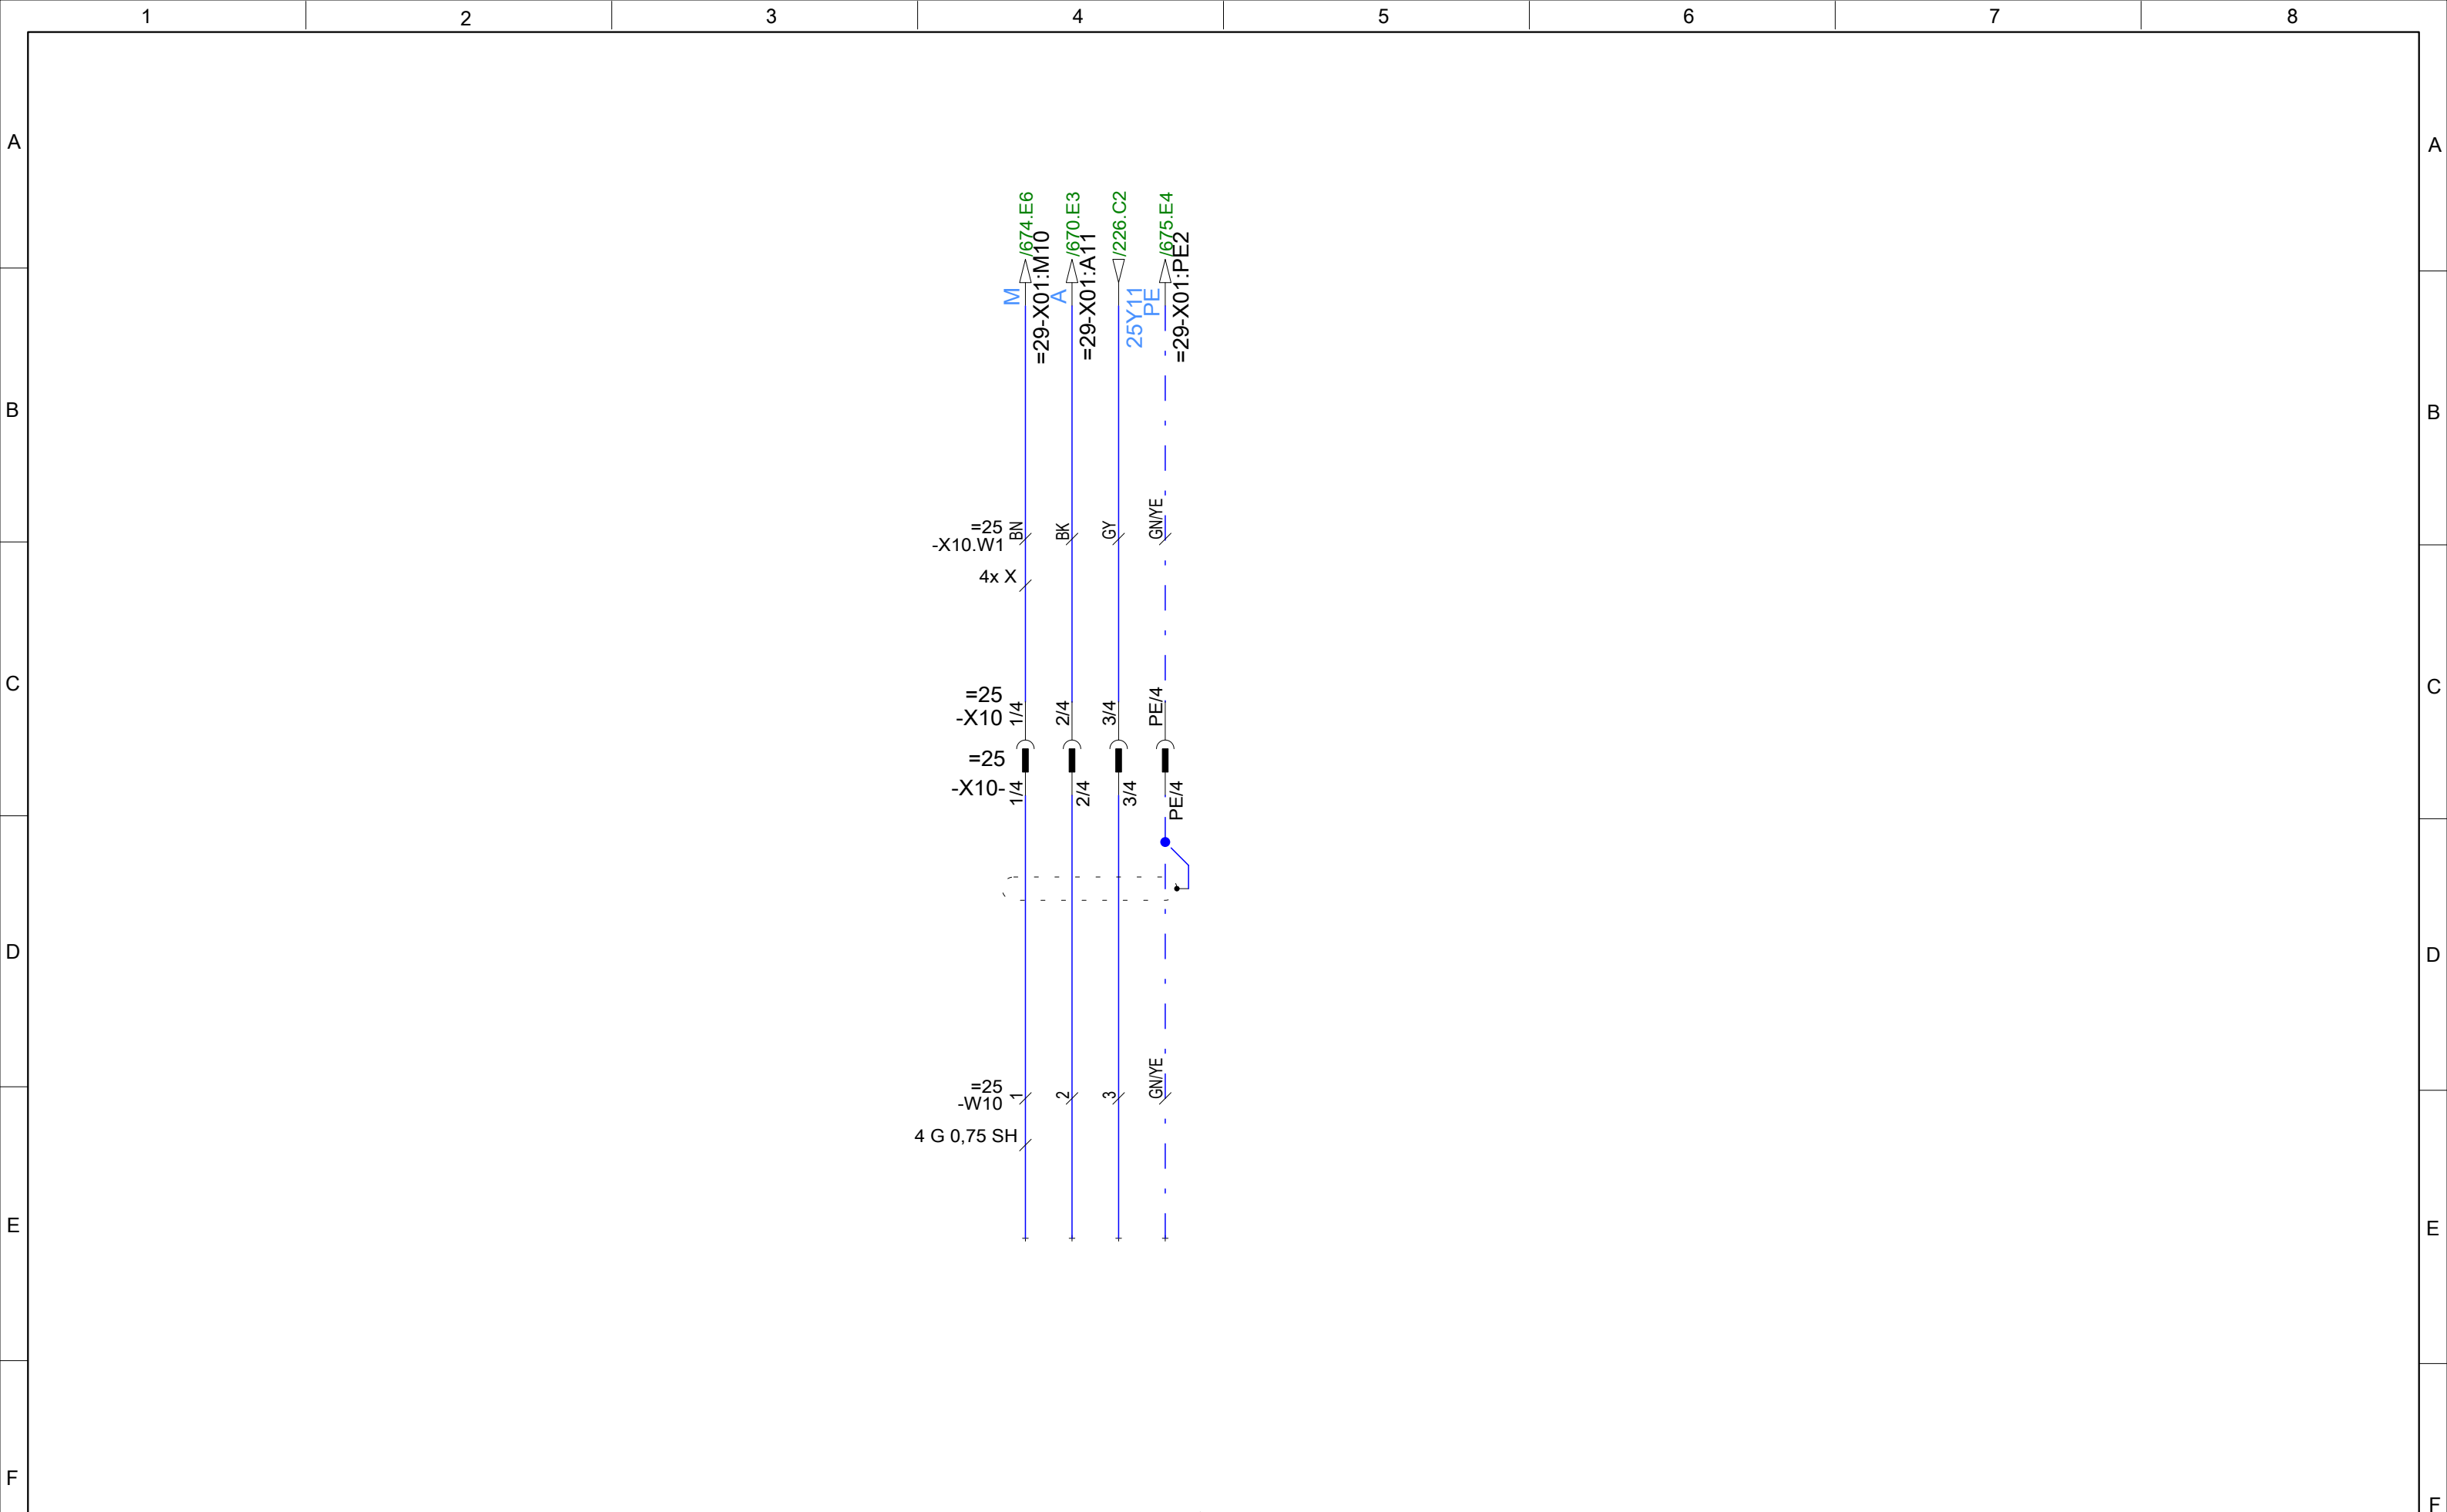 1 2 3 4 5 6 7 8
A A
/674.E6 /670.E3 /226.C2 /675.E4
=29-X01:M10 =29-X01:A11 =29-X01:PE2
M A 25Y11 PE
B B
=25 BN BK GY GN/YE
-X10.W1
4x X
C C
=25
-X10 1/4 2/4 3/4 PE/4
=25
-X10- 1/4 2/4 3/4 PE/4
D D
=25
-W10 1 2 3 GN/YE
4 G 0,75 SH
E E
F F